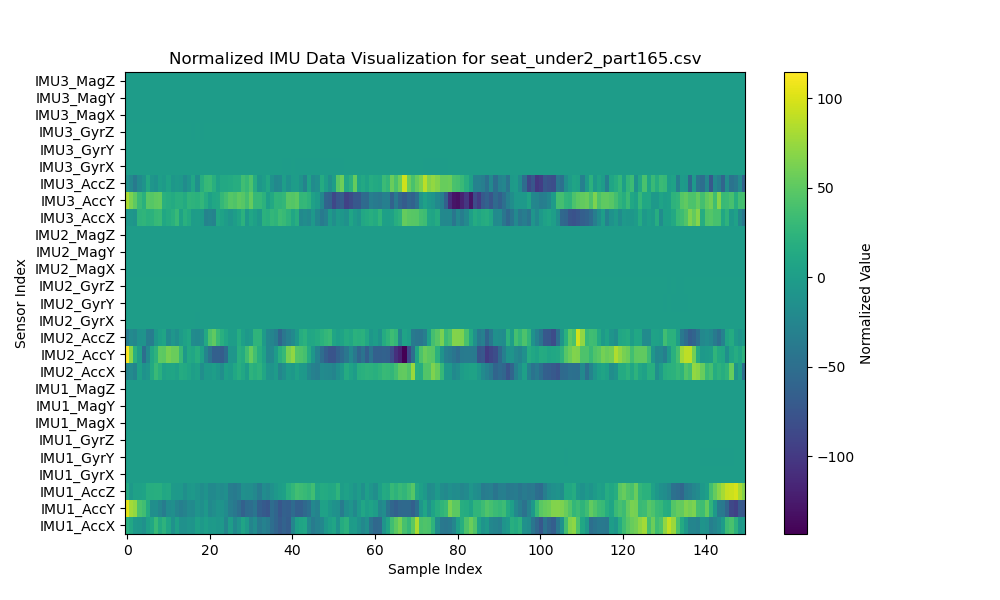 Normalized IMU Data Visualization for seat_under2_part165.csv
IMU3_MagZ
IMU3_MagY
IMU3_MagX
IMU3_GyrZ
IMU3_GyrY
IMU3_GyrX
IMU3_AccZ
IMU3_AccY
IMU3_AccX
IMU2_MagZ
IMU2_MagY
IMU2_MagX
IMU2_GyrZ
IMU2_GyrY
IMU2_GyrX
IMU2_AccZ
IMU2_AccY
IMU2_AccX
IMU1_MagZ
IMU1_MagY
IMU1_MagX
IMU1_GyrZ
IMU1_GyrY
IMU1_GyrX
IMU1_AccZ
IMU1_AccY
IMU1_AccX
Sensor Index
0 20 40 60 80 100 120 140
Sample Index
100
50
0
−50
−100
Normalized Value